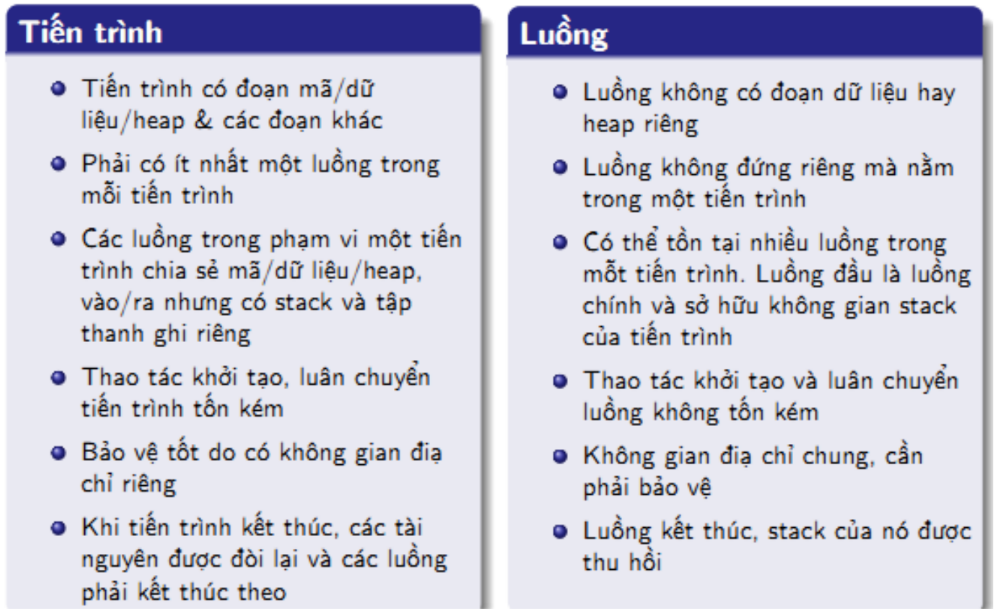 Tiến trình
Tiến trình có đoạn mã/dữ
liệu/heap & các đoạn khác
Phải có ít nhất một luồng trong
mỗi tiến trình
Các luồng trong phạm vi một tiến
trình chia sẻ mã/dữ liệu/heap,
vào/ra nhưng có stack và tập
thanh ghi riêng
Thao tác khởi tạo, luân chuyển
tiến trình tốn kém
Bảo vệ tốt do có không gian địa
chỉ riêng
Khi tiến trình kết thúc, các tài
nguyên được đòi lại và các luồng
phải kết thúc theo
Luồng
Luồng không có đoạn dữ liệu hay
heap riêng
Luồng không đứng riêng mà nằm
trong một tiến trình
Có thể tồn tại nhiều luồng trong
mỗt tiến trình. Luồng đầu là luồng
chính và sở hữu không gian stack
của tiến trình
Thao tác khởi tạo và luân chuyển
luồng không tốn kém
Không gian địa chỉ chung, cần
phải bảo vệ
Luồng kết thúc, stack của nó được
thu hồi